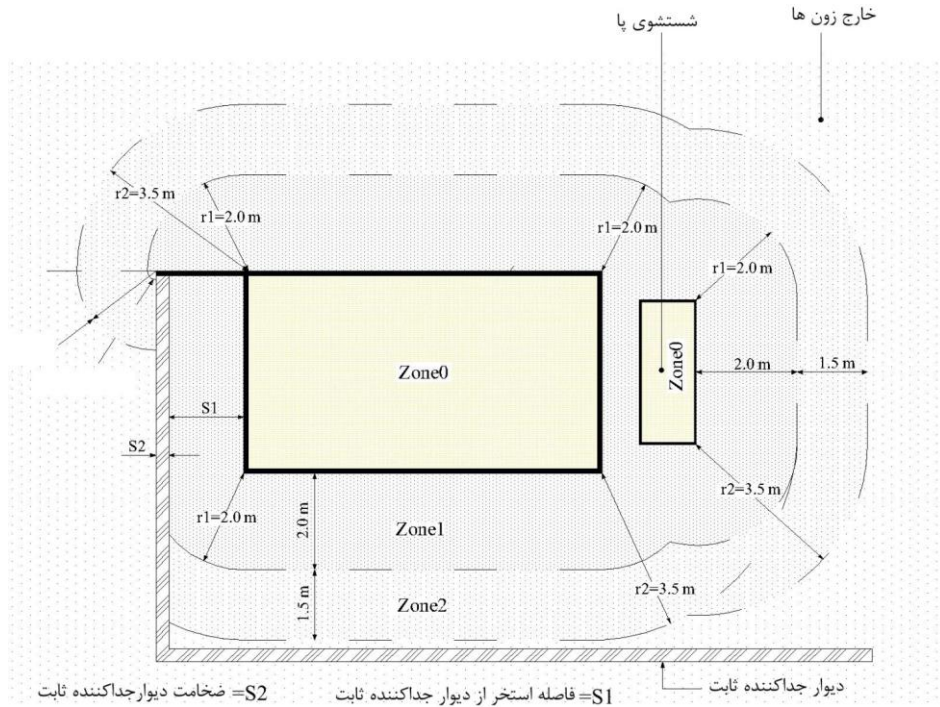 خارج زون ها
شستشوی پا
r2=3.5 m
r1=2.0 m
r1=2.0 m
r1=2.0 m
Zone0
Zone0
2.0 m
1.5 m
S1
S2
r1=2.0 m
2.0 m
Zone1
r2=3.5 m
r2=3.5 m
1.5 m
Zone2
دیوار جداکننده ثابت
S1= فاصله استخر از دیوار جداکننده ثابت
S2= ضخامت دیوارجداکننده ثابت